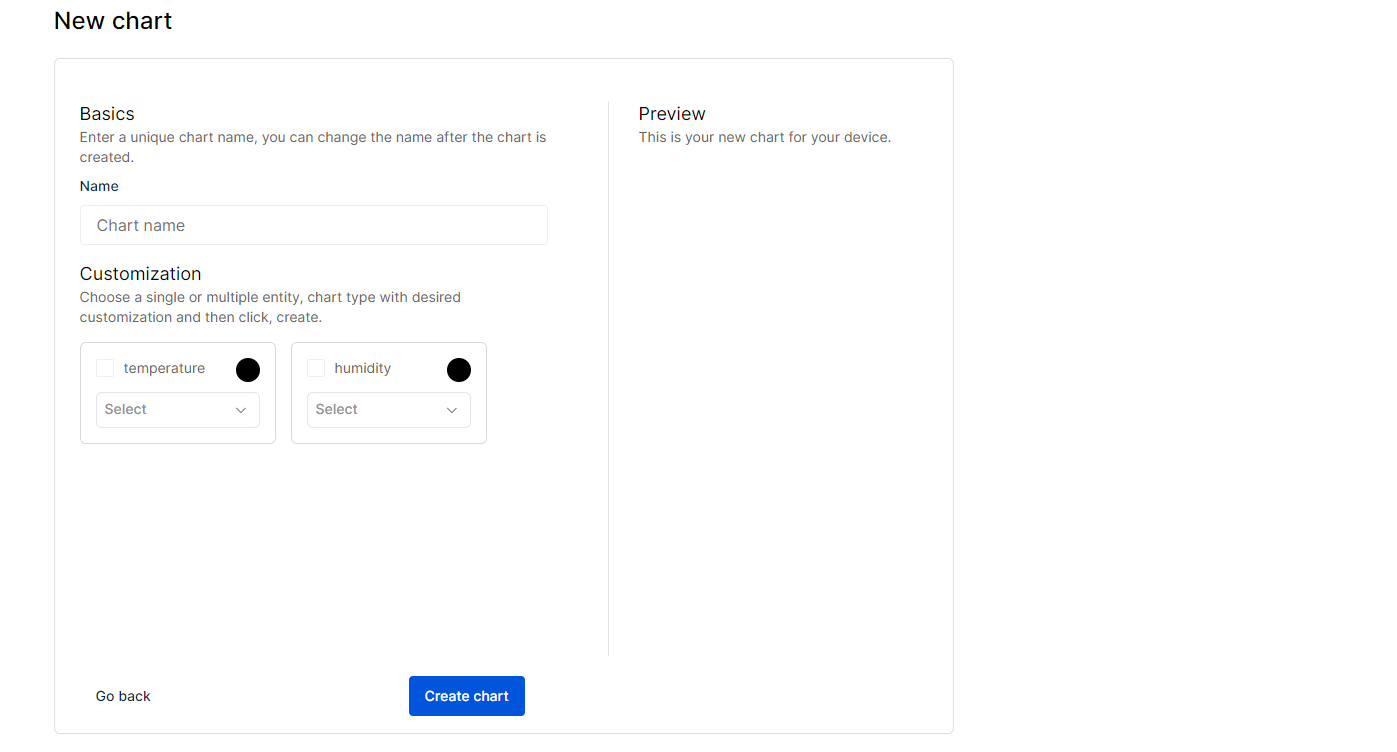 New chart
Basics
Enter a unique chart name, you can change the name after the chart is
created.
Name
Chart name
Customization
Choose a single or multiple entity, chart type with desired
customization and then click, create.
temperature
Select
humidity
Select
Go back
Create chart
Preview
This is your new chart for your device.